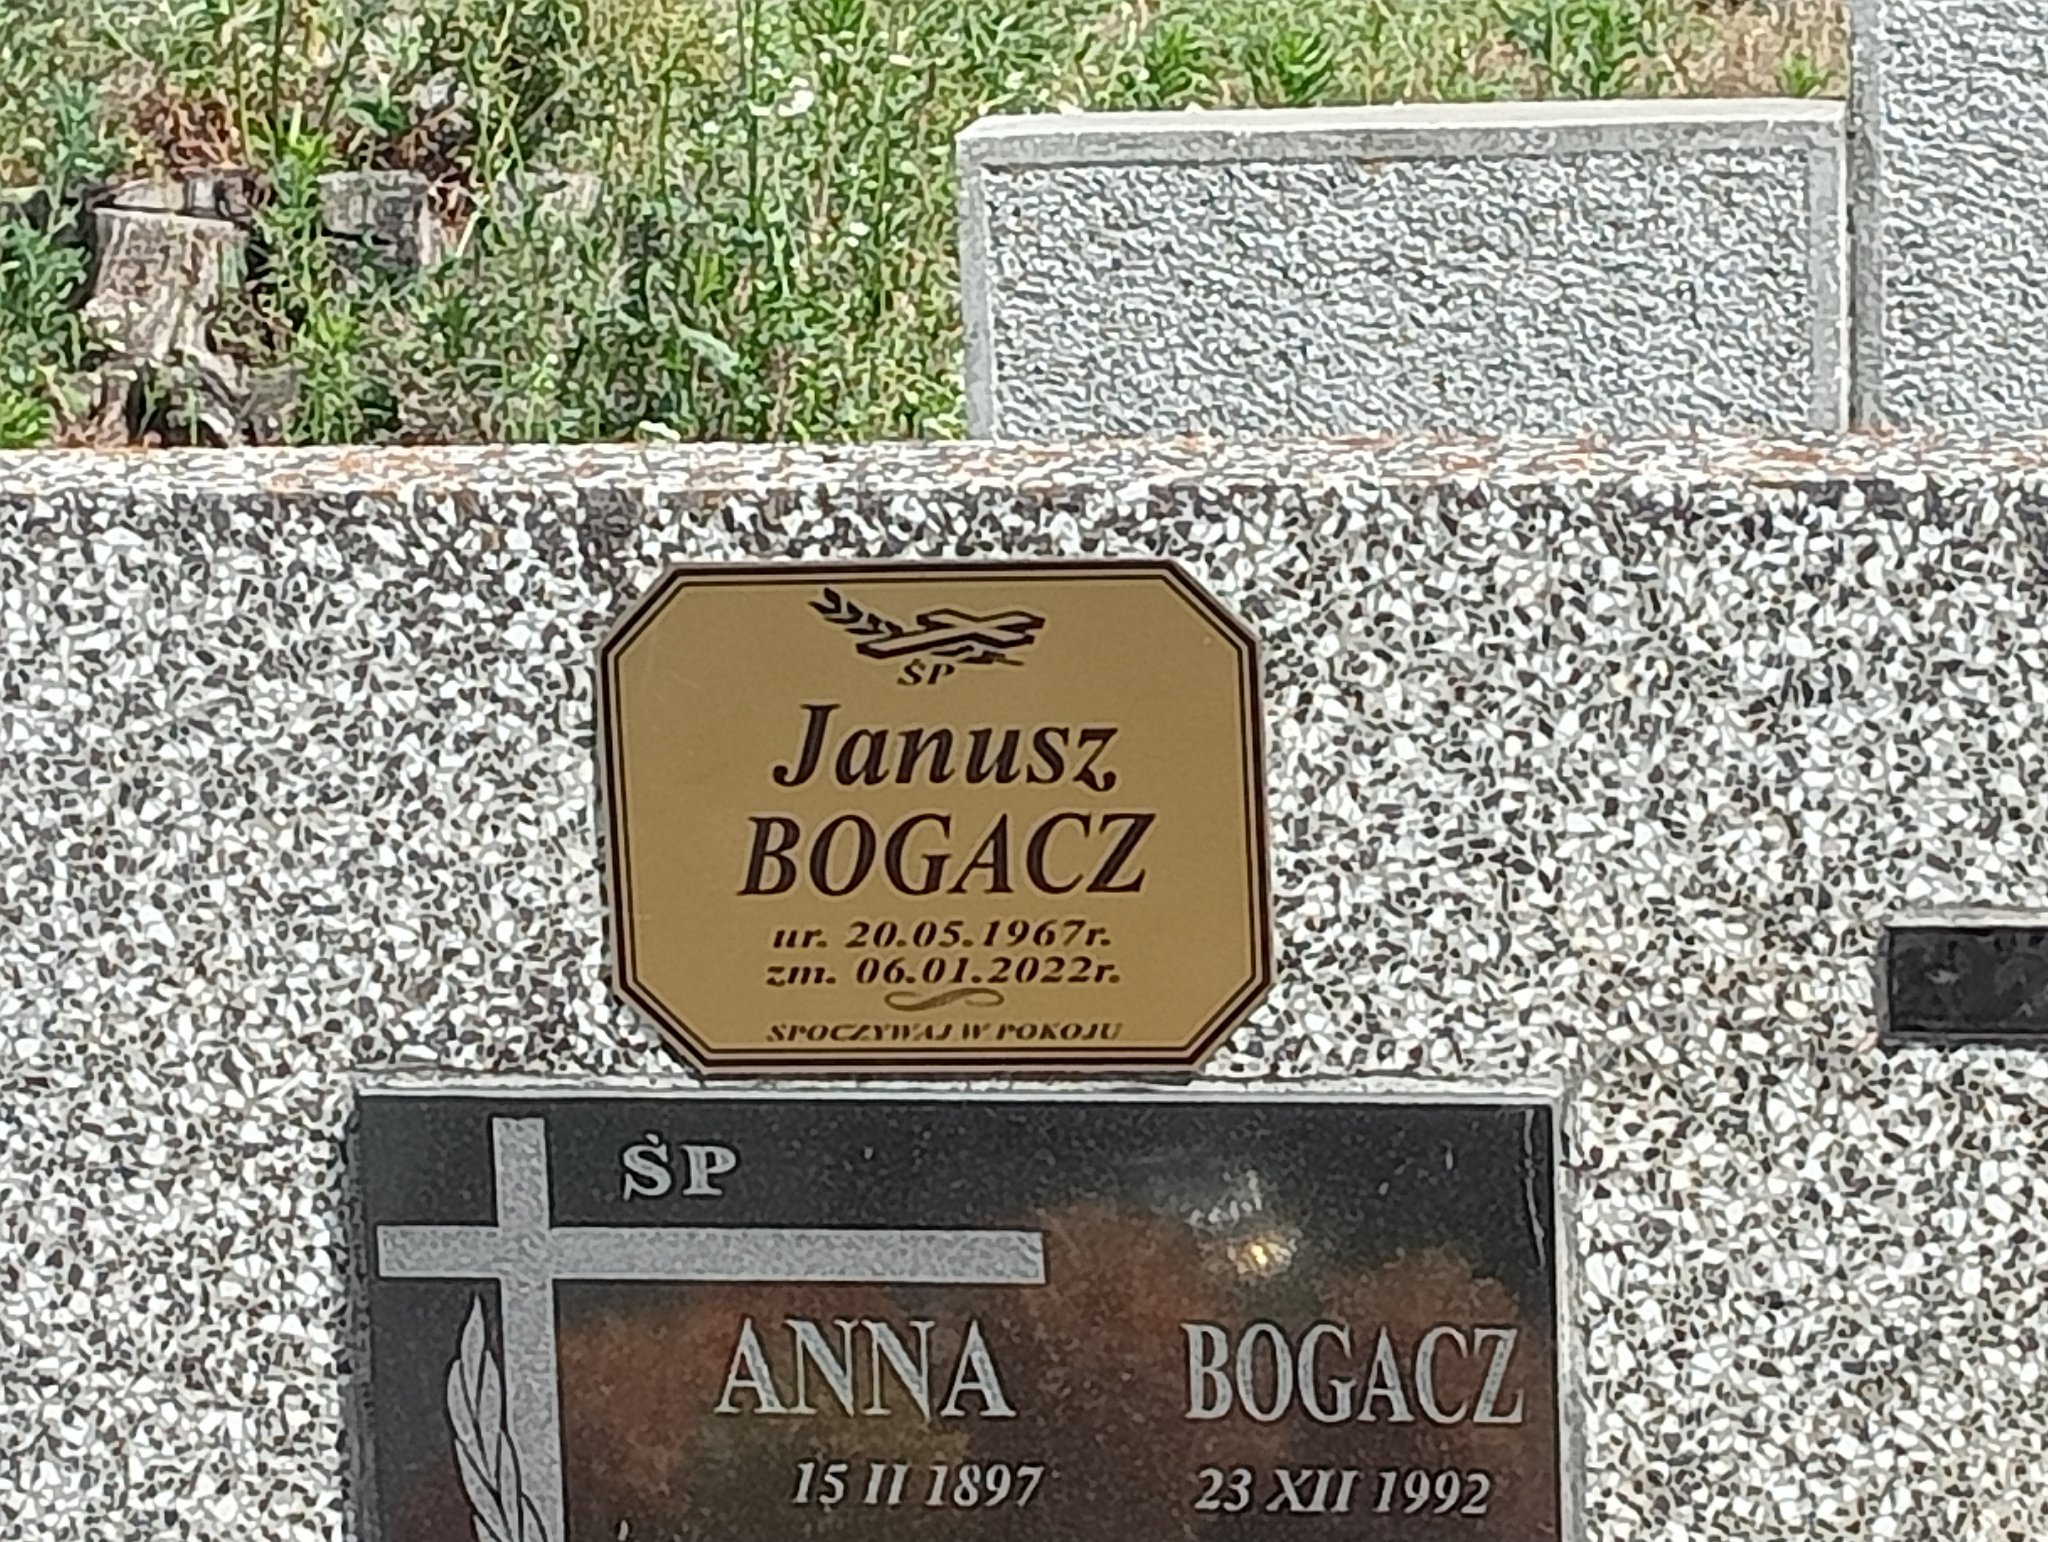 ŚP
Janusz
BOGACZ
ur. 20.05.1967r.
zm. 06.01.2022r.
SPOCZYWAJ W POKOJU
ŚP
ANNA BOGACZ
15 II 1897 23 XII 1992